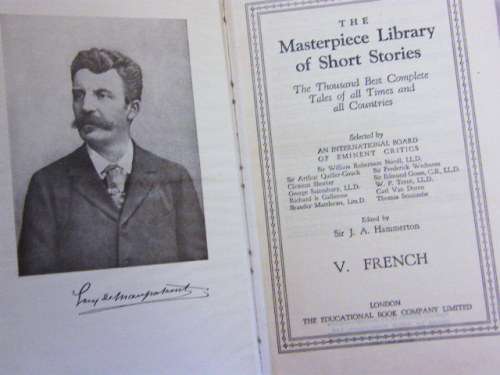 Guy de Maupassant
THE
Masterpiece Library
of Short Stories
The Thousand Best Complete
Tales of all Times and
all Countries
Selected by
AN INTERNATIONAL BOARD
OF EMINENT CRITICS
Sir William Robertson Nicoll, LL.D.
Sir Arthur Quiller-Couch Sir Frederick Wedmore
Clement Shorter Sir Edmund Gosse, C.B., LL.D.
George Saintsbury, LL.D. W. P. Trent, LL.D.
Richard le Gallienne Carl Van Doren
Brander Matthews, Litt.D. Thomas Seccombe
Edited by
Sir J. A. Hammerton
V. FRENCH
LONDON
THE EDUCATIONAL BOOK COMPANY LIMITED